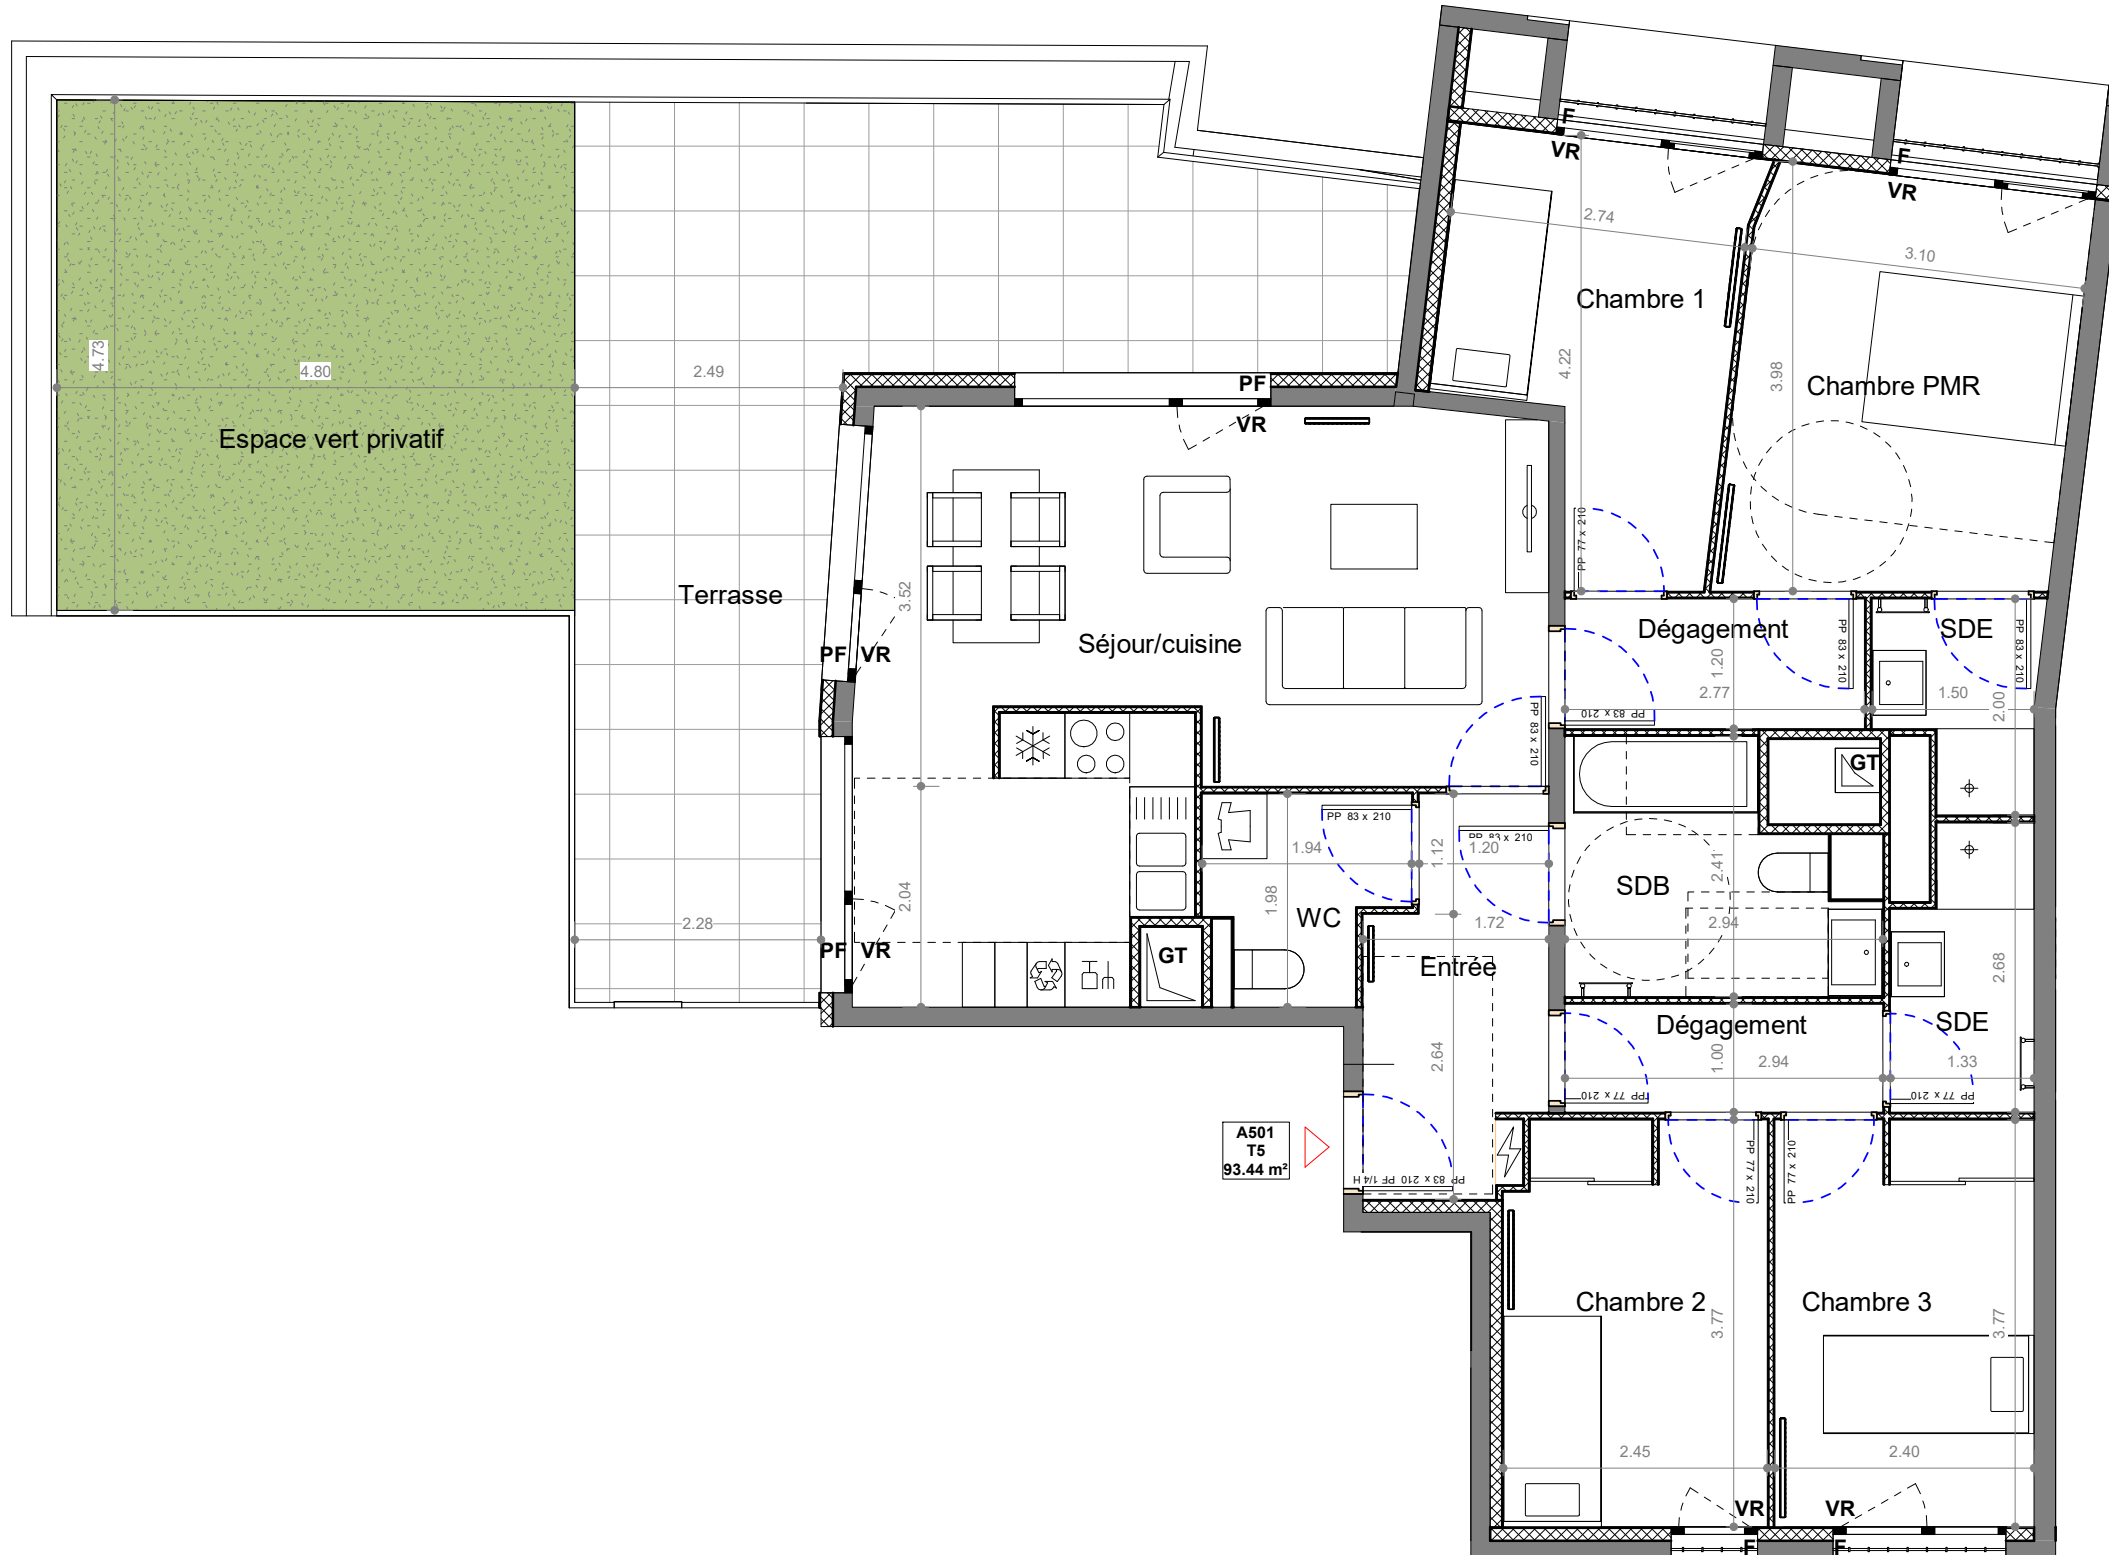 F
VR
F
VR
2.74
3.10
Chambre 1
4.73
4.80
2.49
4.22
3.98
PF
VR
Chambre PMR
Espace vert privatif
PP 77 x 210
Terrasse
3.52
Séjour/cuisine
Dégagement
SDE
PP 83 x 210
PP 83 x 210
PF VR
1.20
2.77
1.50
2.00
PP 83 x 210
PP 83 x 210
GT
PP 83 x 210
PP 83 x 210
1.94
1.12
1.20
2.41
SDB
2.04
1.98
WC
2.28
1.72
2.94
PF VR
GT
Entrée
2.68
Dégagement
SDE
2.64
1.00
2.94
1.33
PP 77 x 210
PP 77 x 210
A501
T5
93.44 m²
PP 83 x 210 PF 1/4 H
PP 77 x 210
PP 77 x 210
Chambre 2
Chambre 3
3.77
3.77
2.45
2.40
VR
VR
F
F